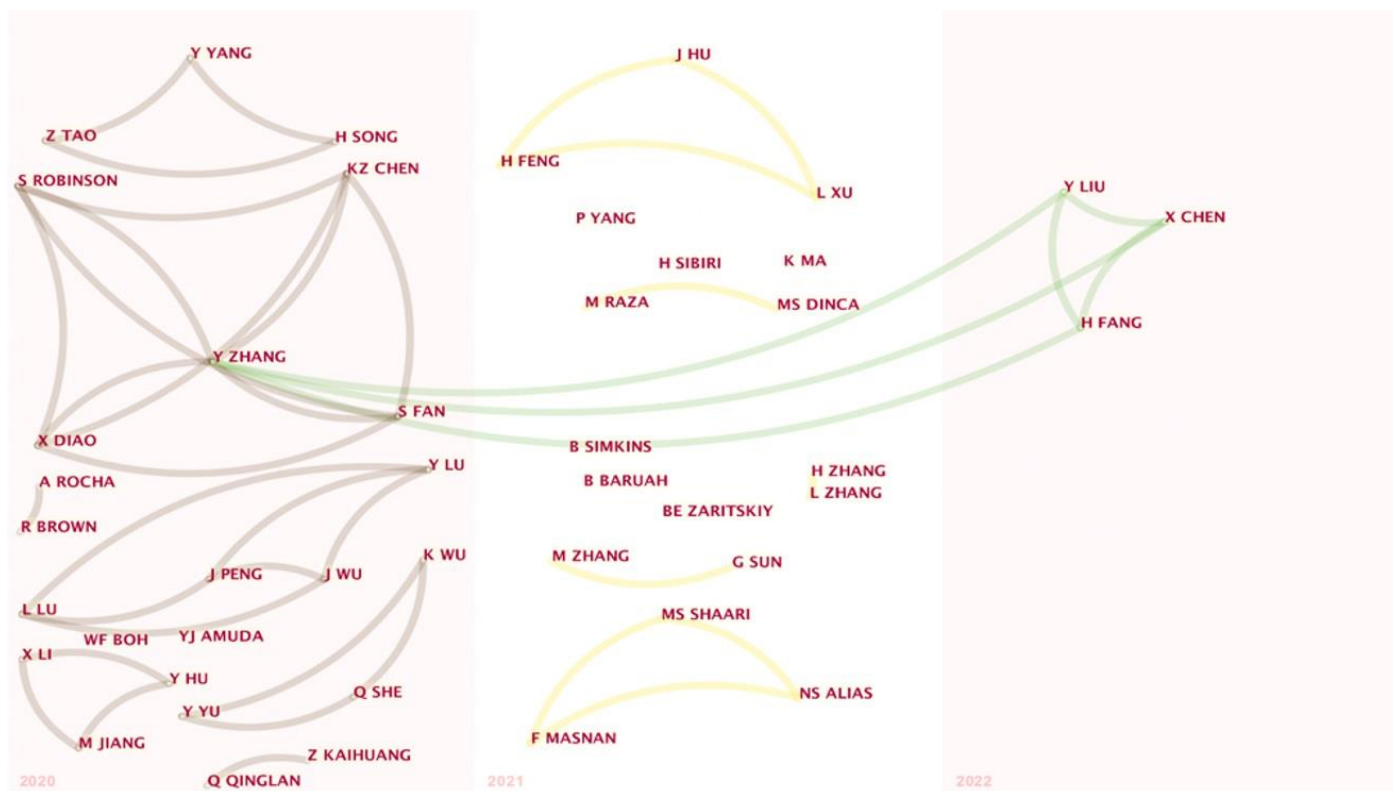 Y YANG
Z TAO
H SONG
KZ CHEN
S ROBINSON
Y ZHANG
S FAN
X DIAO
Y LU
A ROCHA
R BROWN
K WU
J PENG
J WU
L LU
WF BOH
YJ AMUDA
X LI
Y HU
Q SHE
Y YU
M JIANG
Z KAIHUANG
Q QINGLAN
2020
J HU
H FENG
L XU
P YANG
H SIBIRI
K MA
M RAZA
MS DINCA
B SIMKINS
H ZHANG
B BARUAH
L ZHANG
BE ZARITSKIY
M ZHANG
G SUN
MS SHAARI
NS ALIAS
F MASNAN
2021
Y LIU
X CHEN
H FANG
2022